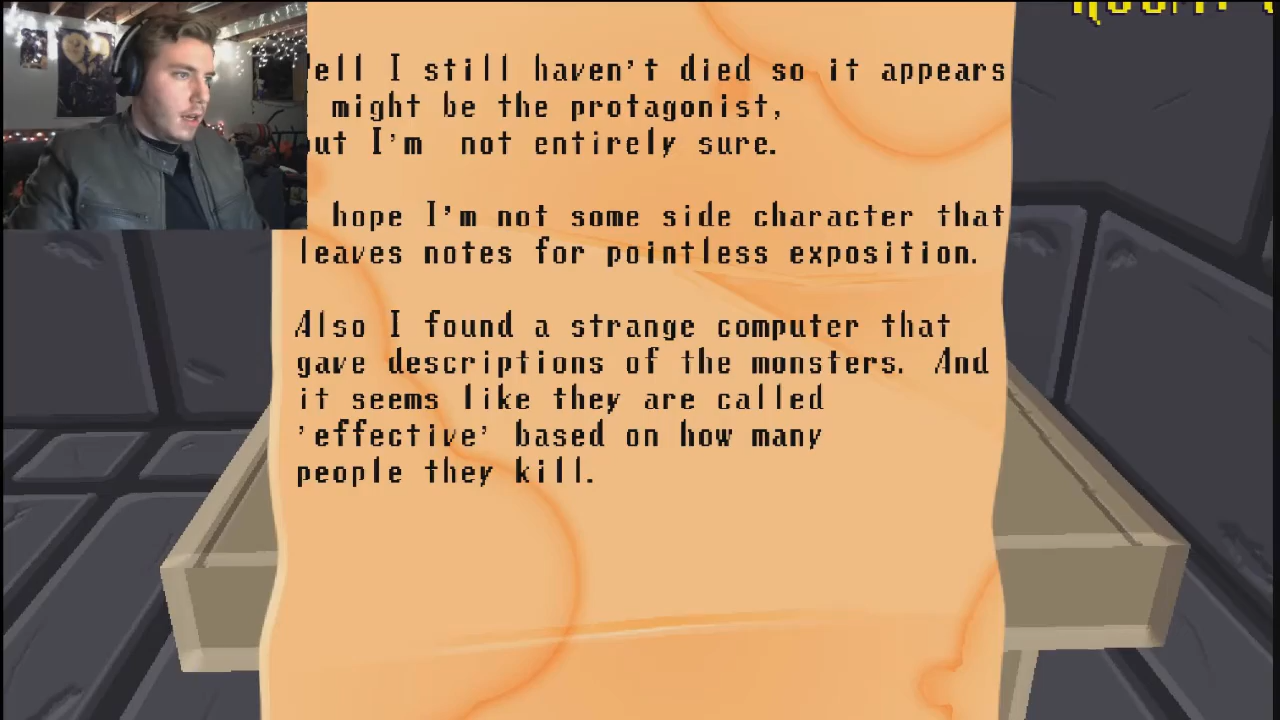 I still haven't died so it appears
might be the protagonist,
I'm not entirely sure.
hope I'm not some side character that
leaves notes for pointless exposition.
Also I found a strange computer that
gave descriptions of the monsters. And
it seems like they are called
'effective' based on how many
people they kill.